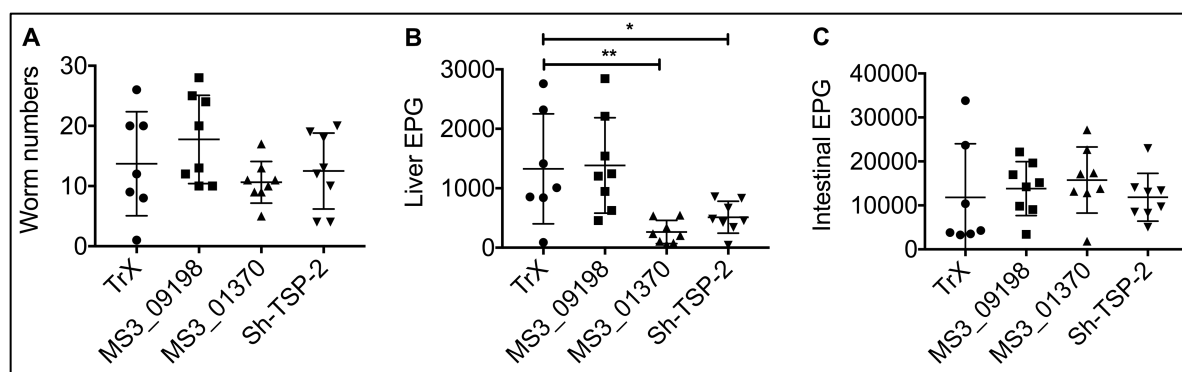 A
Worm numbers
30
20
10
0
TrX
MS3_09198
MS3_01370
Sh-TSP-2
B
*
**
Liver EPG
3000
2000
1000
0
TrX
MS3_09198
MS3_01370
Sh-TSP-2
C
Intestinal EPG
40000
30000
20000
10000
0
TrX
MS3_09198
MS3_01370
Sh-TSP-2